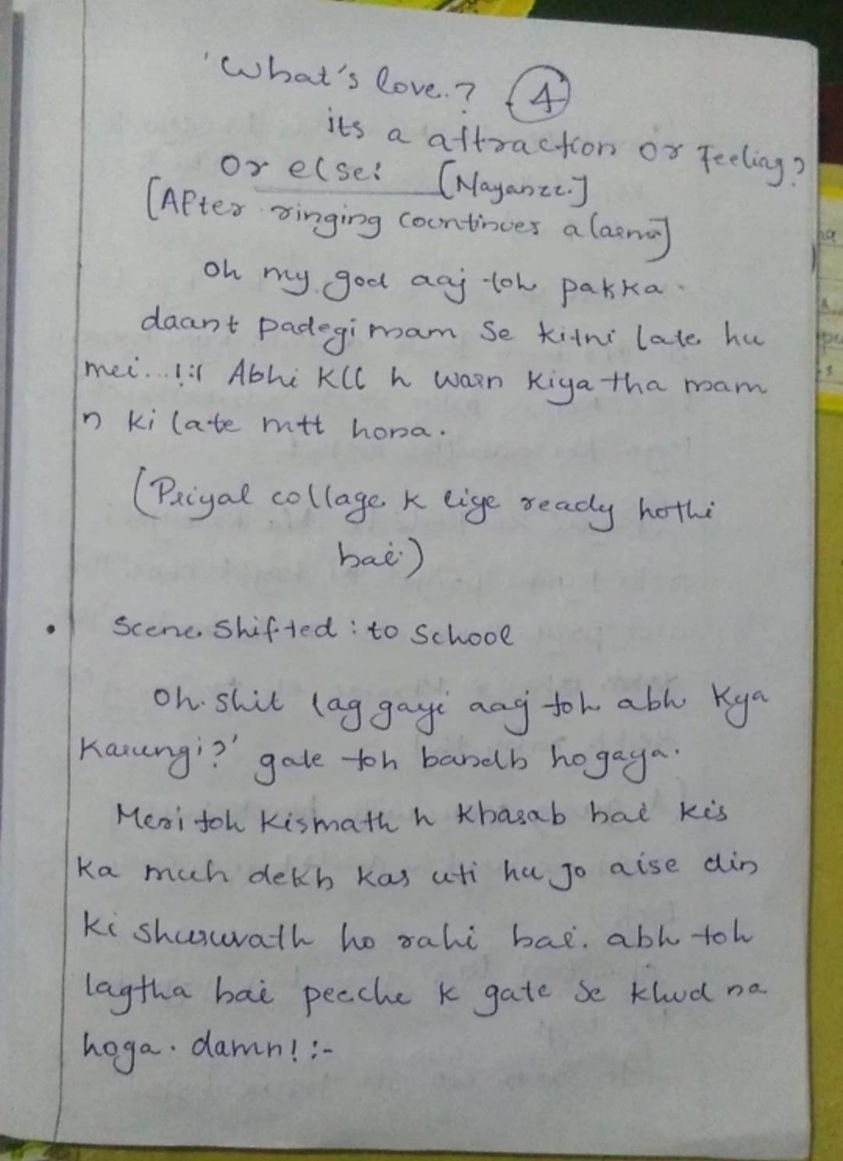 'What's love.? 4
its a attraction or Feeling?
Or else: [Nayanzz.]
[After ringing countinues alarm]
Oh my god aaj toh pakka
daant padegi mam se kitni late hu
mei...!:( Abhi Kll h warn kiya tha mam
n ki late mtt hona.
(Priyal collage k liye ready hothi
hai.)
• Scene Shifted : to School
Oh. shit lag gayi aaj toh abh kya
karungi?' gate toh bandh hogaya.
Meri toh kismath h kharab hai kis
ka muh dekh kar uti hu jo aise din
ki shuruvath ho rahi hai. abh toh
lagtha hai peeche k gate se khud na
hoga. damn! :-